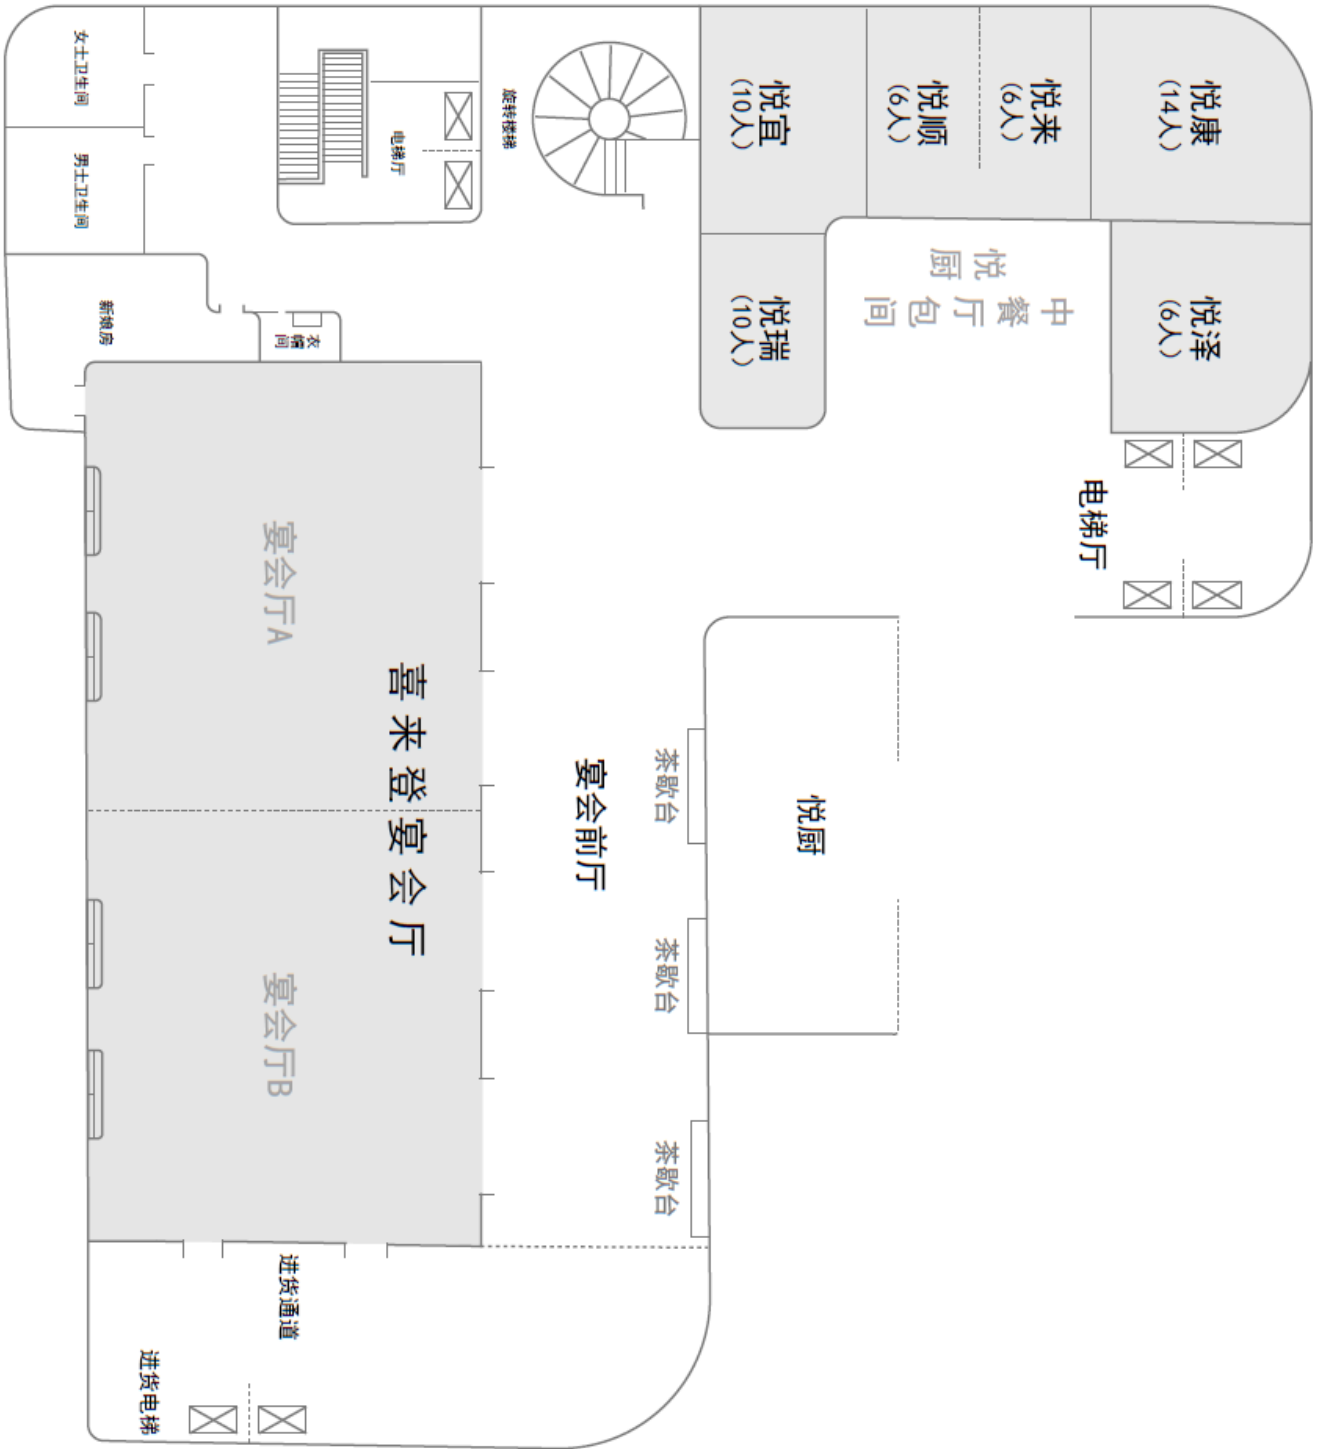 女士卫生间
男士卫生间
新娘房
衣帽间
电梯厅
旋转楼梯
悦宜
(10人)
悦顺
(6人)
悦来
(6人)
悦康
(14人)
悦瑞
(10人)
悦厨
中餐厅包间
悦泽
(6人)
电梯厅
宴会厅A
喜来登宴会厅
宴会厅B
宴会前厅
茶歇台
茶歇台
茶歇台
悦厨
进货通道
进货电梯